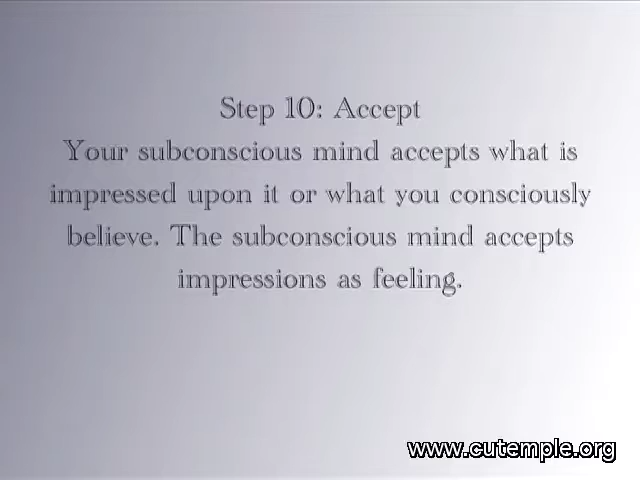 Step 10: Accept
Your subconscious mind accepts what is
impressed upon it or what you consciously
believe. The subconscious mind accepts
impressions as feeling.
www.cutemple.org